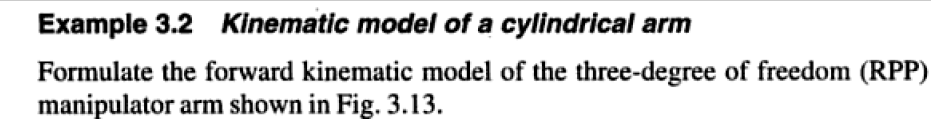 Example 3.2 Kinematic model of a cylindrical arm
Formulate the forward kinematic model of the three-degree of freedom (RPP)
manipulator arm shown in Fig. 3.13.